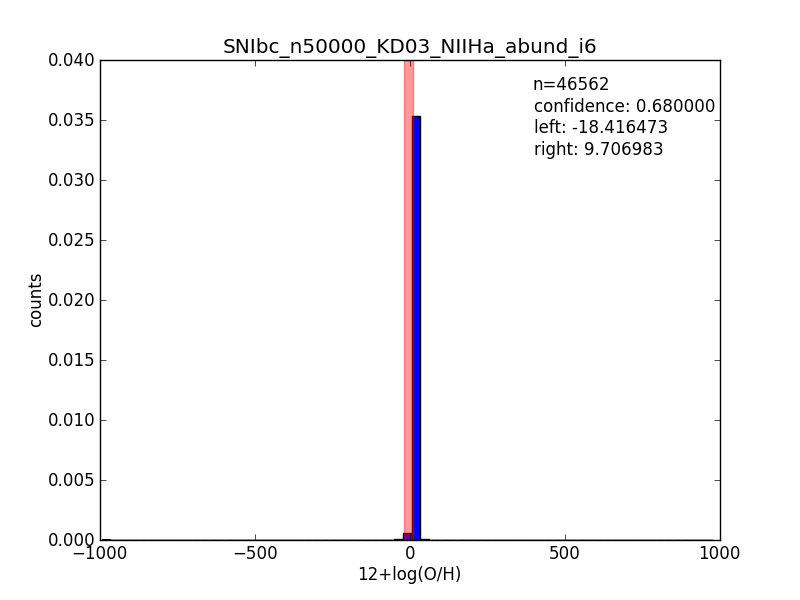 SNIbc_n50000_KD03_NIIHa_abund_i6
n=46562
confidence: 0.680000
left: -18.416473
right: 9.706983
0.040
0.035
0.030
0.025
0.020
0.015
0.010
0.005
0.000
counts
−1000
−500
0
500
1000
12+log(O/H)